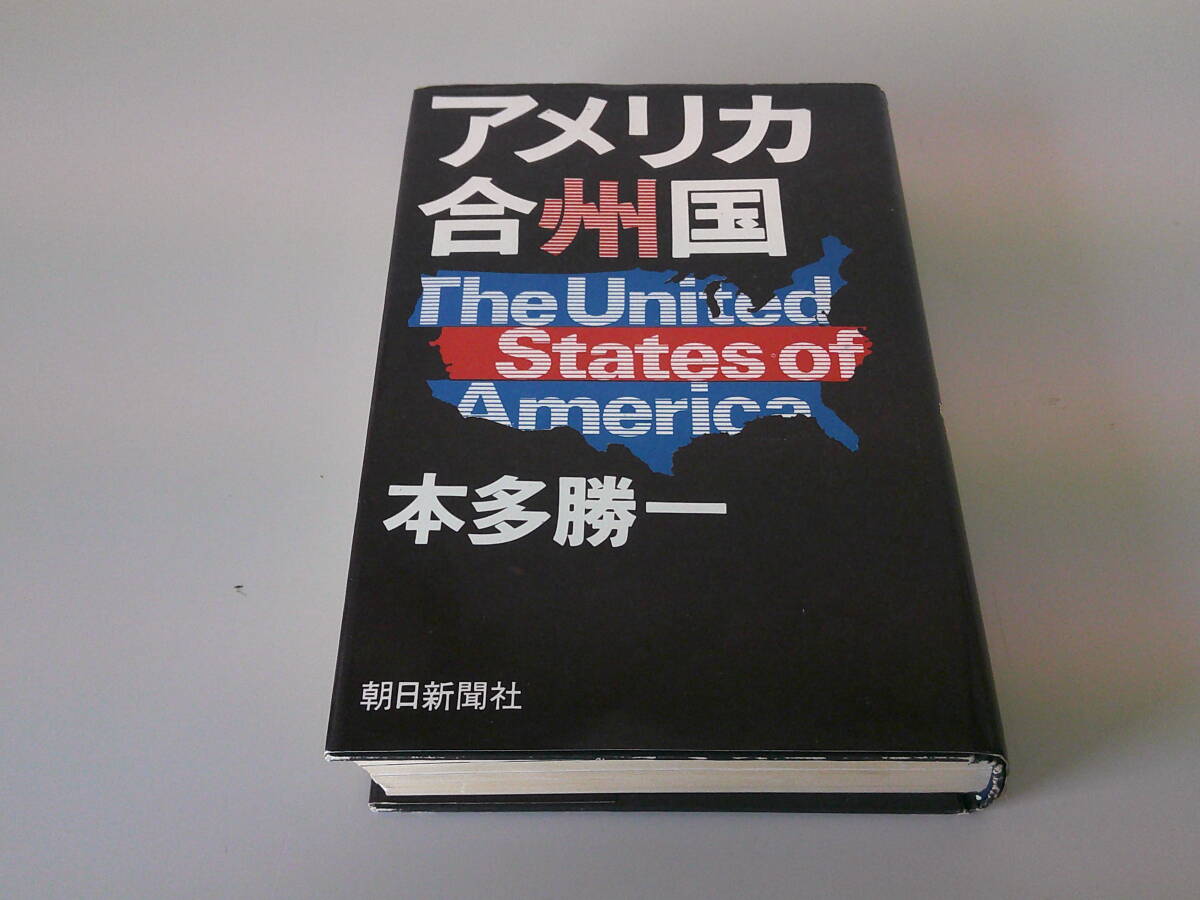 アメリカ
合州国
The United
States of
America
本多勝一
朝日新聞社